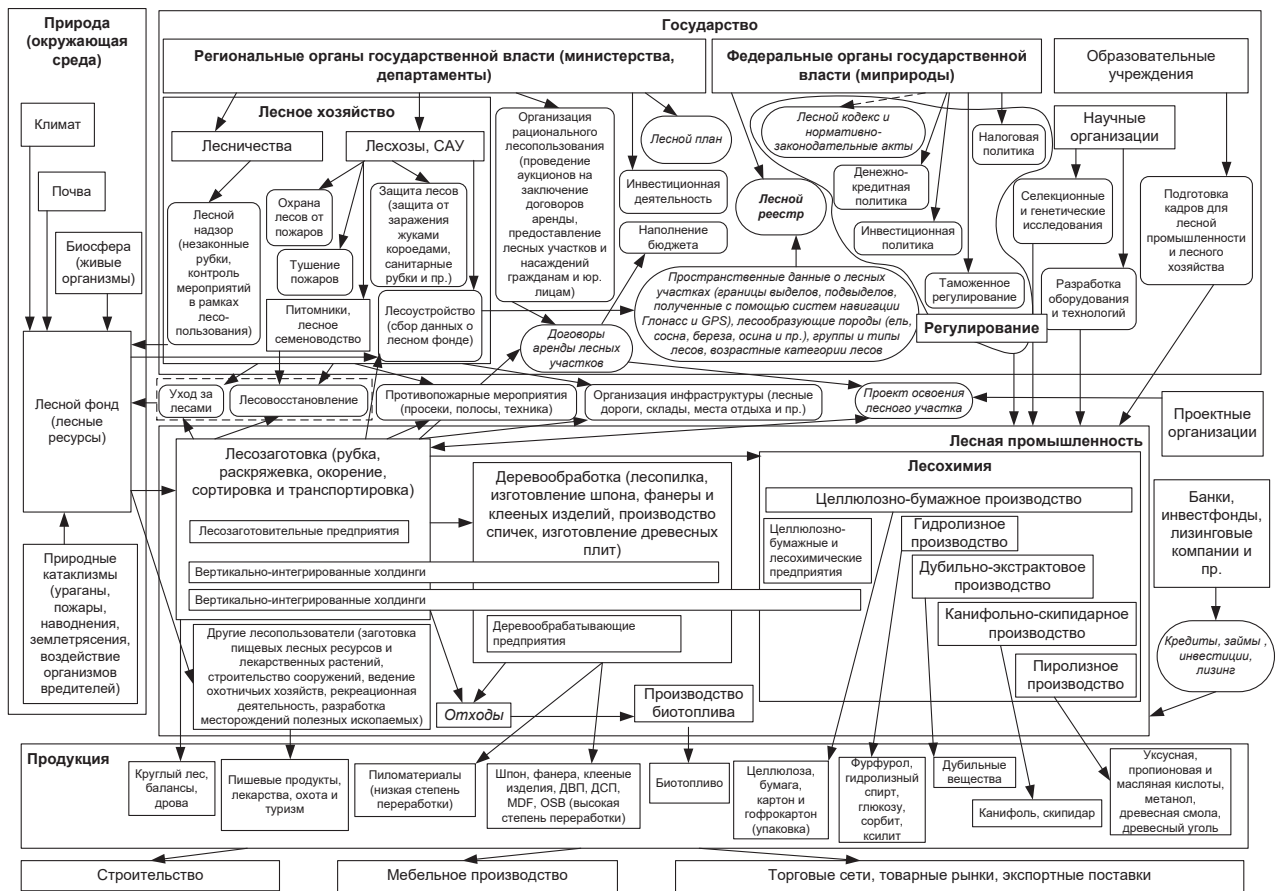 Природа
(окружающая
среда)
Климат
Почва
Биосфера
(живые
организмы)
Лесной фонд
(лесные
ресурсы)
Природные
катаклизмы
(ураганы,
пожары,
наводнения,
землетрясения,
воздействие
организмов
вредителей)
Государство
Региональные органы государственной власти (министерства,
департаменты)
Федеральные органы государственной
власти (миприроды)
Образовательные
учреждения
Лесное хозяйство
Лесничества
Лесхозы, САУ
Лесной
надзор
(незаконные
рубки,
контроль
мероприятий
в рамках
лесо-
пользования)
Охрана
лесов от
пожаров
Тушение
пожаров
Питомники,
лесное
семеноводство
Защита лесов
(защита от
заражения
жуками
короедами,
санитарные
рубки и пр.)
Лесоустройство
(сбор данных о
лесном фонде)
Организация
рационального
лесопользования
(проведение
аукционов на
заключение
договоров
аренды,
предоставление
лесных участков и
насаждений
гражданам и юр.
лицам)
Лесной план
Инвестиционная
деятельность
Наполнение
бюджета
Договоры
аренды лесных
участков
Лесной
реестр
Лесной кодекс и
нормативно-
законодательные акты
Денежно-
кредитная
политика
Инвестиционная
политика
Налоговая
политика
Таможенное
регулирование
Пространственные данные о лесных
участках (границы выделов, подвыделов,
полученные с помощью систем навигации
Глонасс и GPS), лесообразующие породы (ель,
сосна, береза, осина и пр.), группы и типы
лесов, возрастные категории лесов
Регулирование
Научные
организации
Селекционные
и генетические
исследования
Разработка
оборудования
и технологий
Подготовка
кадров для
лесной
промышленности
и лесного
хозяйства
Уход за
лесами
Лесовосстановление
Противопожарные мероприятия
(просеки, полосы, техника)
Организация инфраструктуры (лесные
дороги, склады, места отдыха и пр.)
Проект освоения
лесного участка
Проектные
организации
Лесная промышленность
Лесозаготовка (рубка,
раскряжевка, окорение,
сортировка и транспортировка)
Лесозаготовительные предприятия
Вертикально-интегрированные холдинги
Вертикально-интегрированные холдинги
Деревообработка (лесопилка,
изготовление шпона, фанеры и
клееных изделий, производство
спичек, изготовление древесных
плит)
Деревообрабатывающие
предприятия
Лесохимия
Целлюлозно-бумажное производство
Целлюлозно-
бумажные и
лесохимические
предприятия
Гидролизное
производство
Дубильно-экстрактовое
производство
Канифольно-скипидарное
производство
Пиролизное
производство
Банки,
инвестфонды,
лизинговые
компании и
пр.
Кредиты, займы ,
инвестиции,
лизинг
Другие лесопользователи (заготовка
пищевых лесных ресурсов и
лекарственных растений,
строительство сооружений, ведение
охотничьих хозяйств, рекреационная
деятельность, разработка
месторождений полезных ископаемых)
Отходы
Производство
биотоплива
Продукция
Круглый лес,
балансы,
дрова
Пишевые продукты,
лекарства, охота и
туризм
Пиломатериалы
(низкая степень
переработки)
Шпон, фанера, клееные
изделия, ДВП, ДСП,
MDF, OSB (высокая
степень переработки)
Биотопливо
Целлюлоза,
бумага,
картон и
гофрокартон
(упаковка)
Фурфурол,
гидролизный
спирт,
глюкозу,
сорбит,
ксилит
Дубильные
вещества
Канифоль, скипидар
Уксусная,
пропионовая и
масляная кислоты,
метанол,
древесная смола,
древесный уголь
Строительство
Мебельное производство
Торговые сети, товарные рынки, экспортные поставки